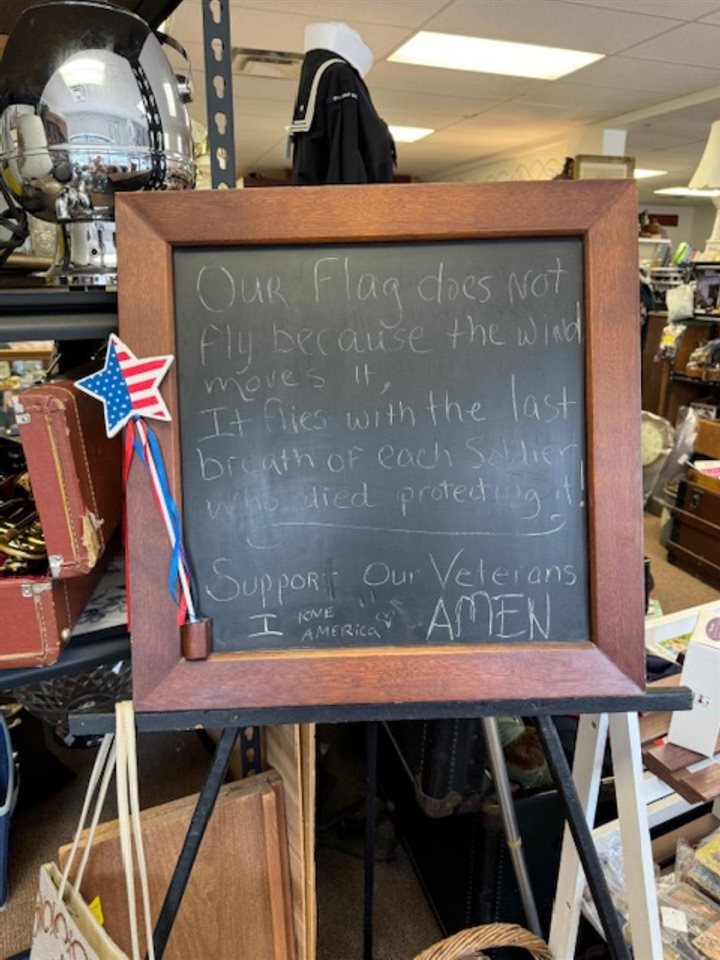 OUR Flag does NOT
fly because the Wind
moves It,
It flies with the last
breath of each Soldier
who died protecting it!
Support Our Veterans
I LOVE AMERICA AMEN